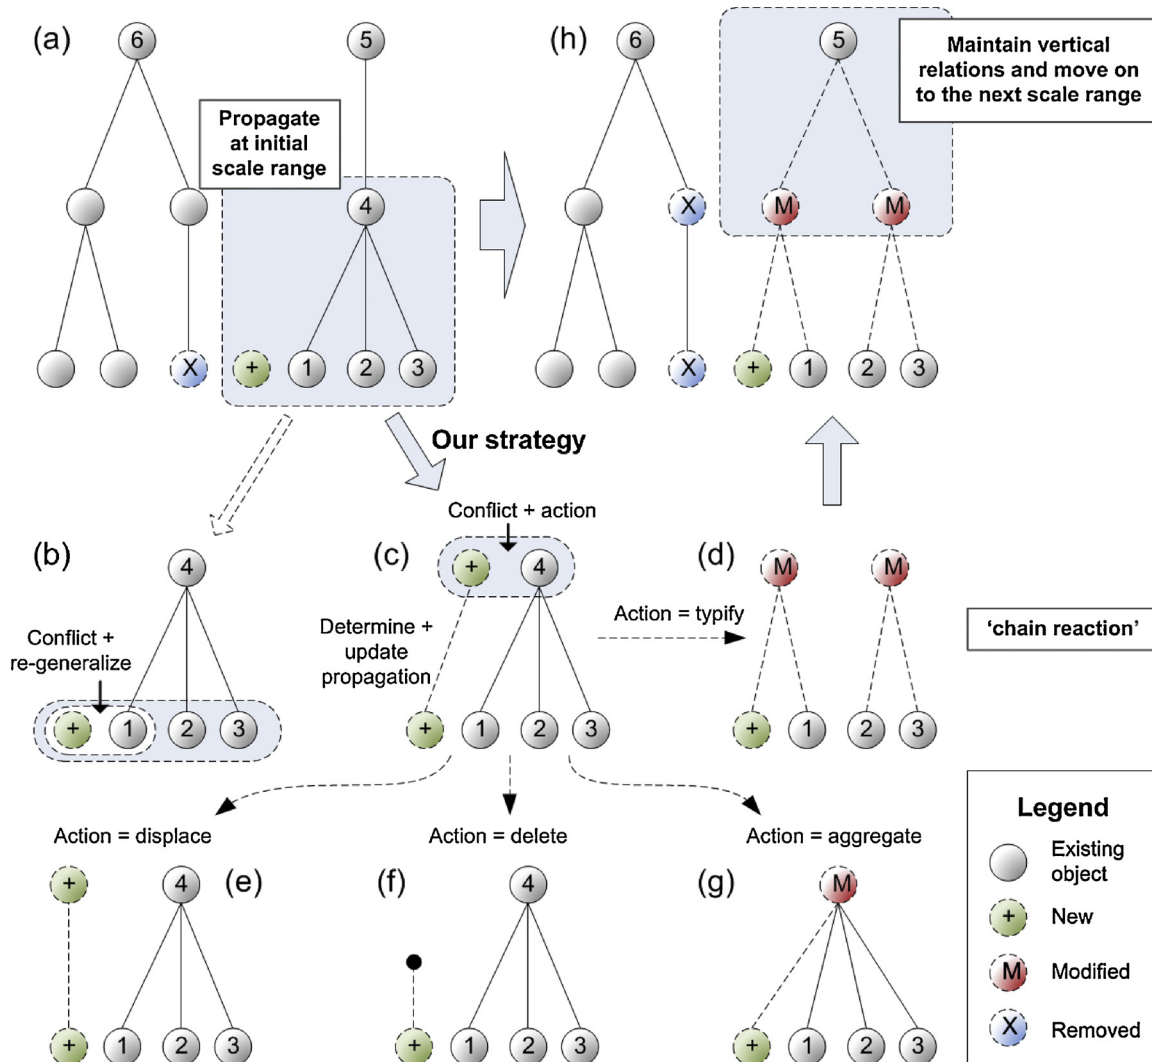 (a)
6
5
Propagate
at initial
scale range
4
X
+
1
2
3
(h)
6
5
Maintain vertical
relations and move on
to the next scale range
X
M
M
X
+
1
2
3
Our strategy
(b)
4
Conflict +
re-generalize
+
1
2
3
(c)
Conflict + action
+
4
Determine +
update
propagation
+
1
2
3
Action = typify
(d)
M
M
+
1
2
3
'chain reaction'
Action = displace
+
4
(e)
+
1
2
3
Action = delete
(f)
4
+
1
2
3
Action = aggregate
(g)
M
+
1
2
3
Legend
Existing
object
+
New
M
Modified
X
Removed